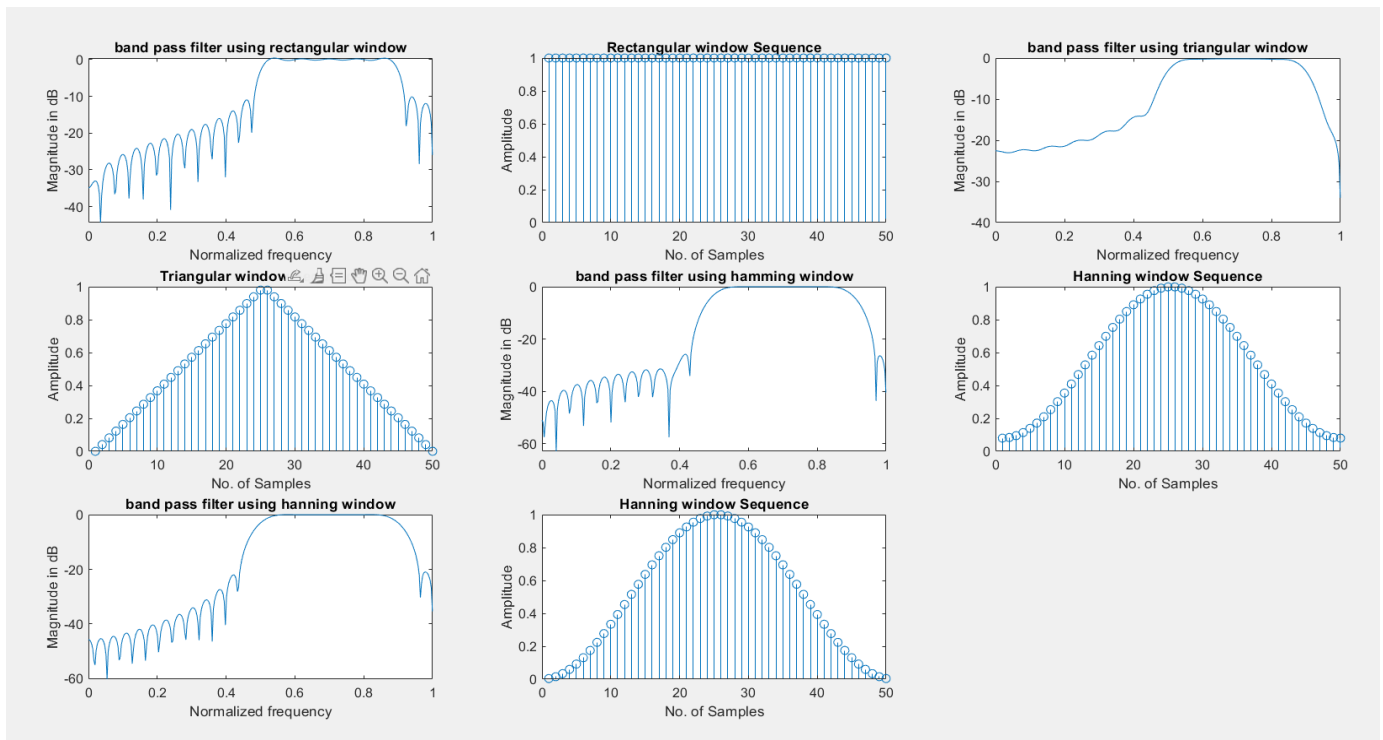 band pass filter using rectangular window
0
-10
-20
-30
-40
Magnitude in dB
0 0.2 0.4 0.6 0.8 1
Normalized frequency
Rectangular window Sequence
1
0.8
0.6
0.4
0.2
0
Amplitude
0 10 20 30 40 50
No. of Samples
band pass filter using triangular window
0
-10
-20
-30
-40
Magnitude in dB
0 0.2 0.4 0.6 0.8 1
Normalized frequency
Triangular window
1
0.8
0.6
0.4
0.2
0
Amplitude
0 10 20 30 40 50
No. of Samples
band pass filter using hamming window
0
-20
-40
-60
Magnitude in dB
0 0.2 0.4 0.6 0.8 1
Normalized frequency
Hanning window Sequence
1
0.8
0.6
0.4
0.2
0
Amplitude
0 10 20 30 40 50
No. of Samples
band pass filter using hanning window
0
-20
-40
-60
Magnitude in dB
0 0.2 0.4 0.6 0.8 1
Normalized frequency
Hanning window Sequence
1
0.8
0.6
0.4
0.2
0
Amplitude
0 10 20 30 40 50
No. of Samples